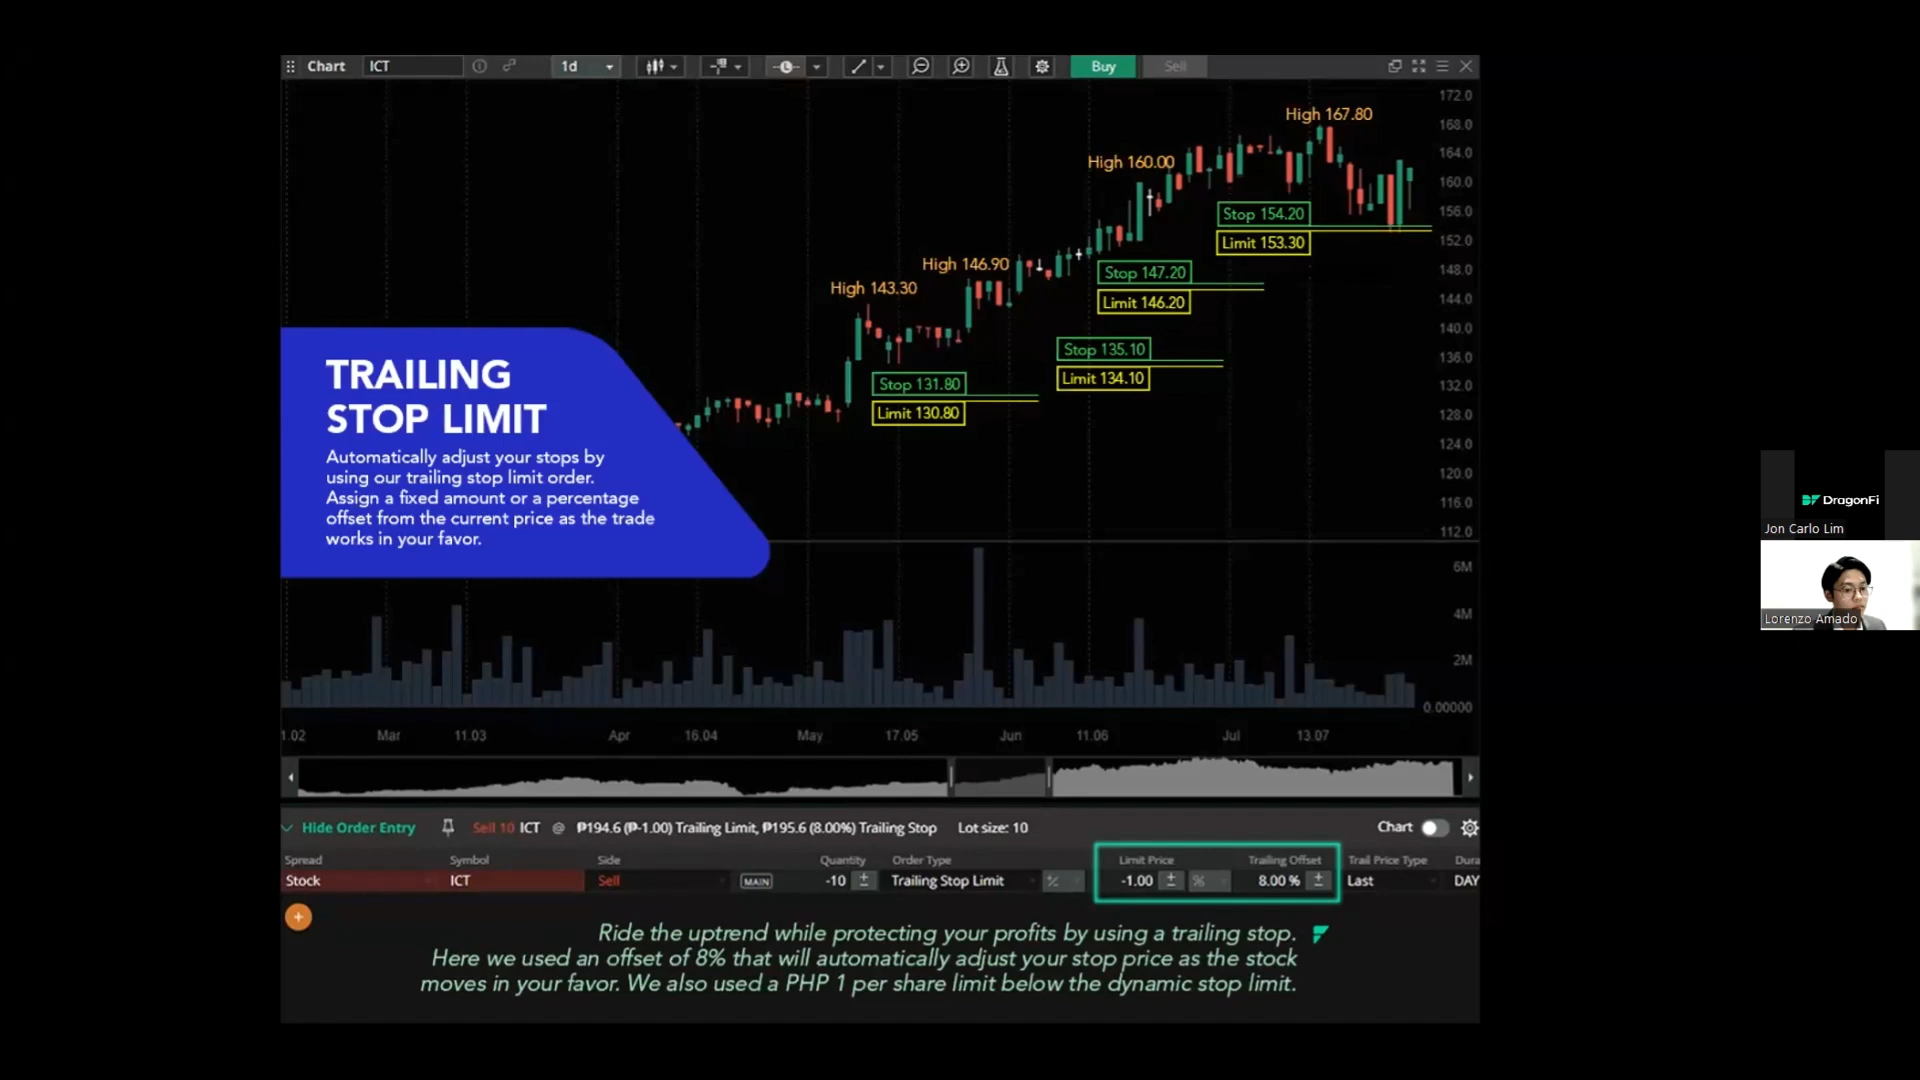 Chart ICT 1d Buy Sell
172.0
168.0
164.0
160.0
156.0
152.0
148.0
144.0
140.0
136.0
132.0
128.0
124.0
120.0
116.0
112.0
High 167.80
High 160.00
Stop 154.20
Limit 153.30
High 146.90
Stop 147.20
Limit 146.20
High 143.30
Stop 135.10
Limit 134.10
Stop 131.80
Limit 130.80
TRAILING
STOP LIMIT
Automatically adjust your stops by
using our trailing stop limit order.
Assign a fixed amount or a percentage
offset from the current price as the trade
works in your favor.
6M
4M
2M
0.00000
1.02 Mar 11.03 Apr 16.04 May 17.05 Jun 11.06 Jul 13.07
Hide Order Entry Sell 10 ICT @ ₱194.6 (₱-1.00) Trailing Limit, ₱195.6 (8.00%) Trailing Stop Lot size: 10 Chart
Spread Symbol Side Quantity Order Type Limit Price Trailing Offset Trail Price Type Dura
Stock ICT Sell MAIN -10 Trailing Stop Limit -1.00 % 8.00 % Last DAY
Ride the uptrend while protecting your profits by using a trailing stop.
Here we used an offset of 8% that will automatically adjust your stop price as the stock
moves in your favor. We also used a PHP 1 per share limit below the dynamic stop limit.
DragonFi
Jon Carlo Lim
Lorenzo Amado